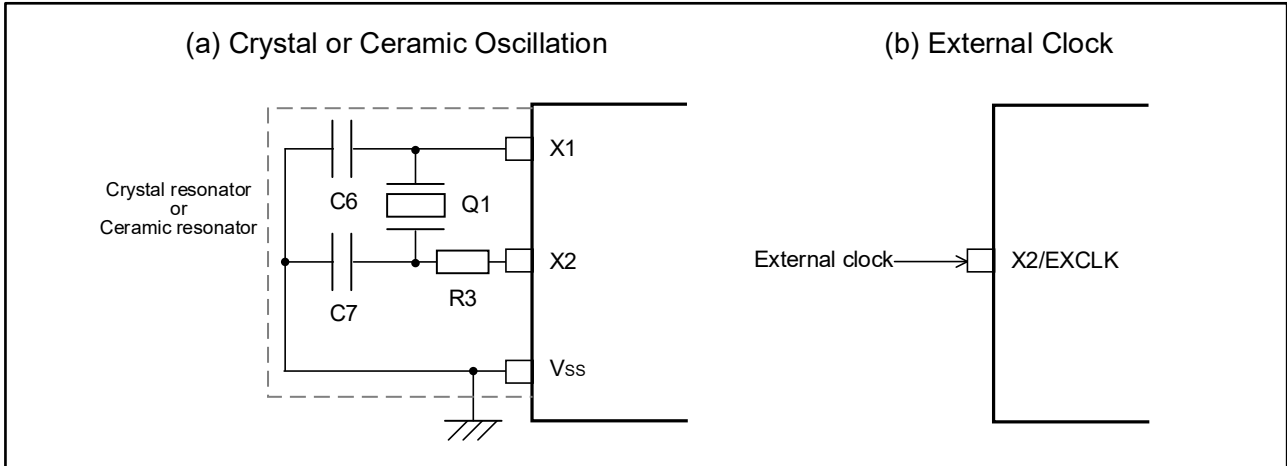 (a) Crystal or Ceramic Oscillation
(b) External Clock
X1
C6
Crystal resonator
or
Ceramic resonator
Q1
X2
External clock
X2/EXCLK
R3
C7
VSS